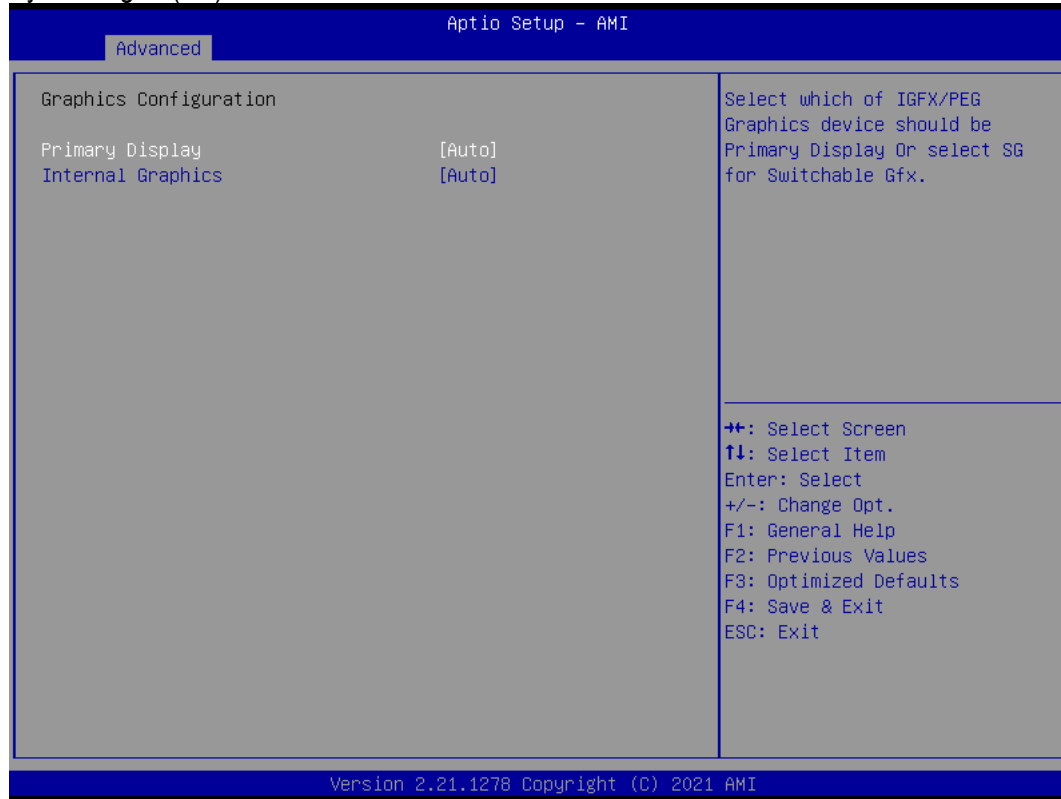 Aptio Setup – AMI
Advanced
Graphics Configuration
Primary Display [Auto]
Internal Graphics [Auto]
Select which of IGFX/PEG
Graphics device should be
Primary Display Or select SG
for Switchable Gfx.
→←: Select Screen
↑↓: Select Item
Enter: Select
+/-: Change Opt.
F1: General Help
F2: Previous Values
F3: Optimized Defaults
F4: Save & Exit
ESC: Exit
Version 2.21.1278 Copyright (C) 2021 AMI